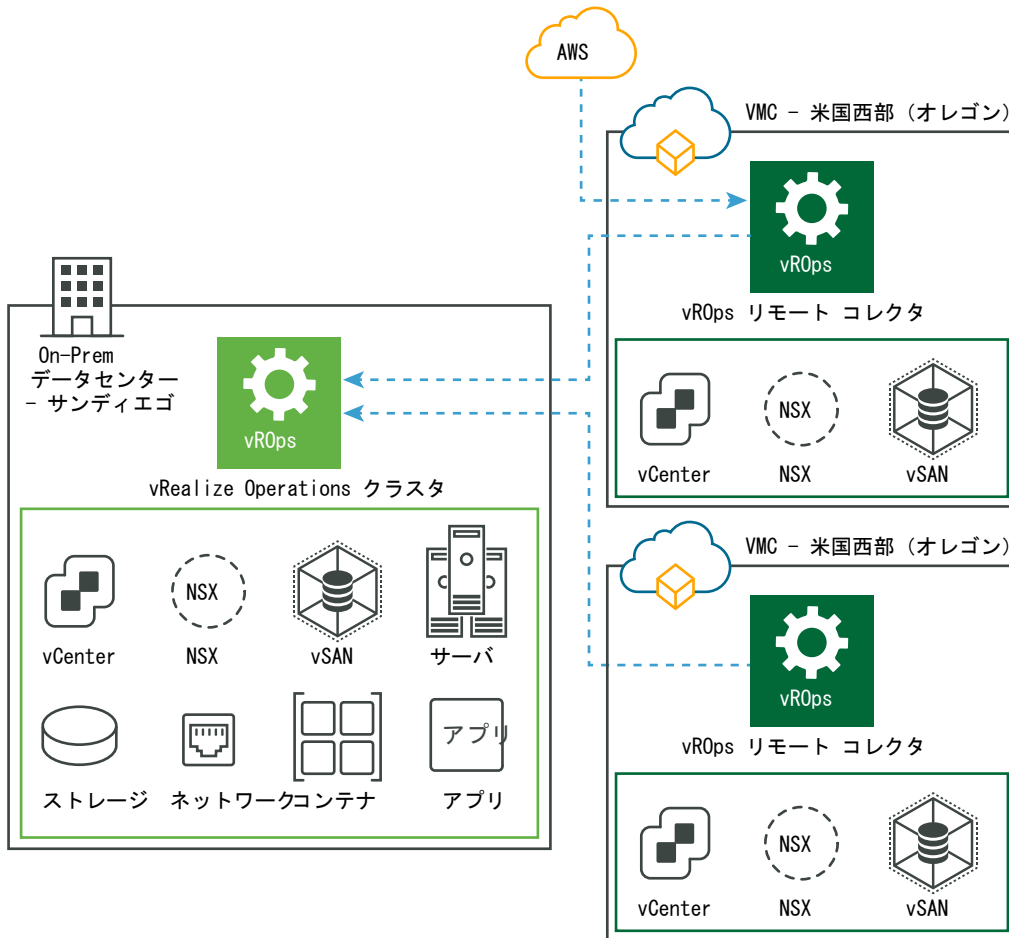 AWS
VMC - 米国西部（オレゴン）
vROps
vROps リモート コレクタ
vCenter
NSX
NSX
vSAN
On-Prem
データセンター
- サンディエゴ
vROps
vRealize Operations クラスタ
vCenter
NSX
NSX
vSAN
サーバ
ストレージ
ネットワーク
コンテナ
アプリ
アプリ
VMC - 米国西部（オレゴン）
vROps
vROps リモート コレクタ
vCenter
NSX
NSX
vSAN